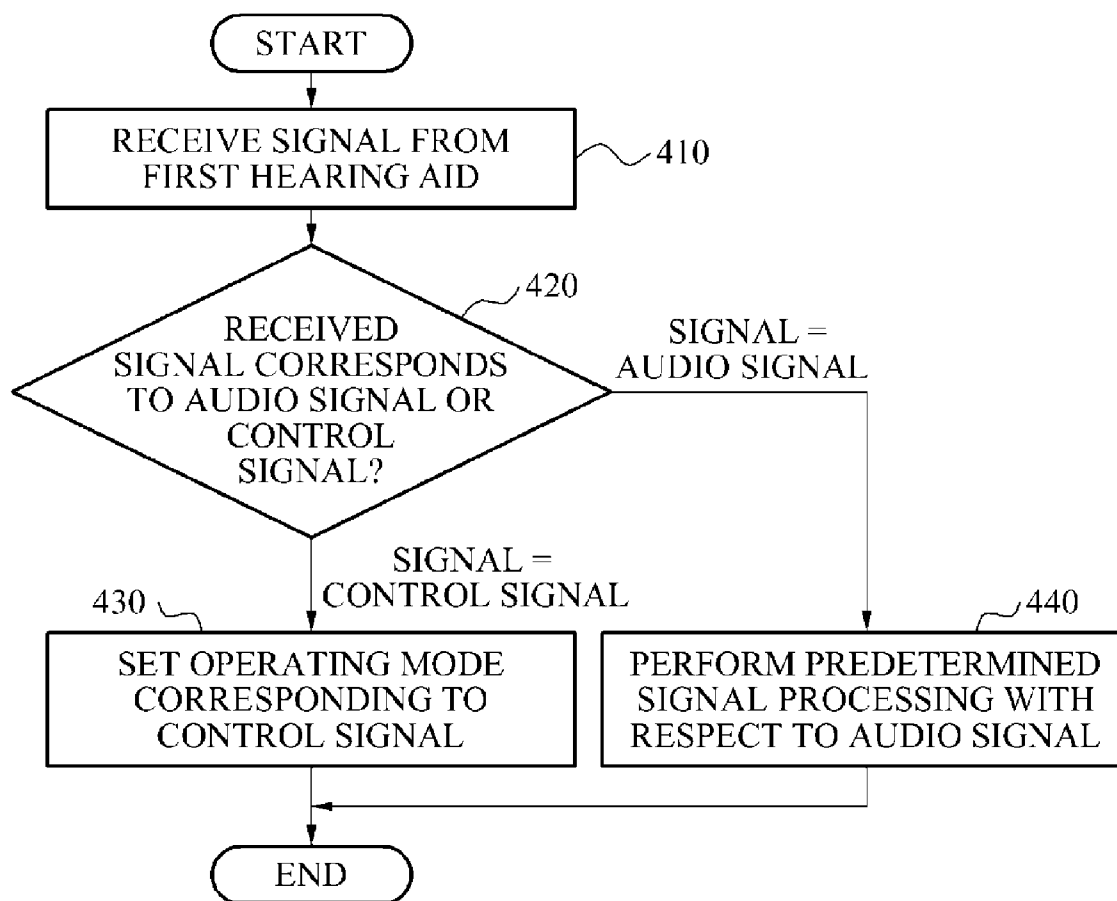 START
RECEIVE SIGNAL FROM
FIRST HEARING AID
410
420
RECEIVED
SIGNAL CORRESPONDS
TO AUDIO SIGNAL OR
CONTROL
SIGNAL?
SIGNAL =
AUDIO SIGNAL
SIGNAL =
CONTROL SIGNAL
430
SET OPERATING MODE
CORRESPONDING TO
CONTROL SIGNAL
440
PERFORM PREDETERMINED
SIGNAL PROCESSING WITH
RESPECT TO AUDIO SIGNAL
END